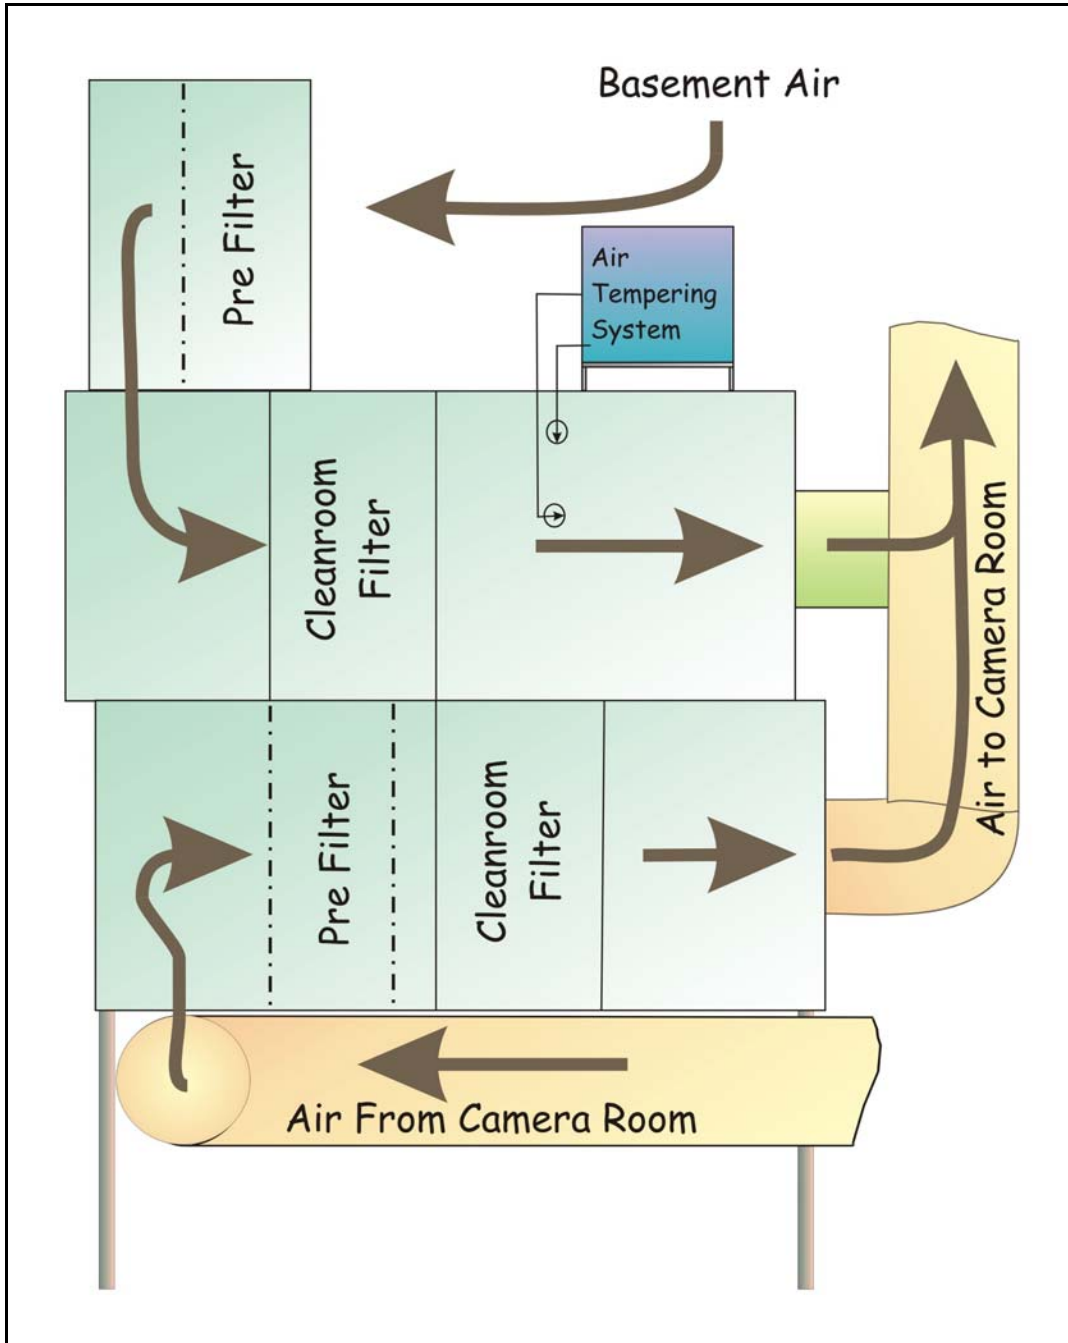 Basement Air
Pre Filter
Air
Tempering
System
Cleanroom
Filter
Air to Camera Room
Pre Filter
Cleanroom
Filter
Air From Camera Room